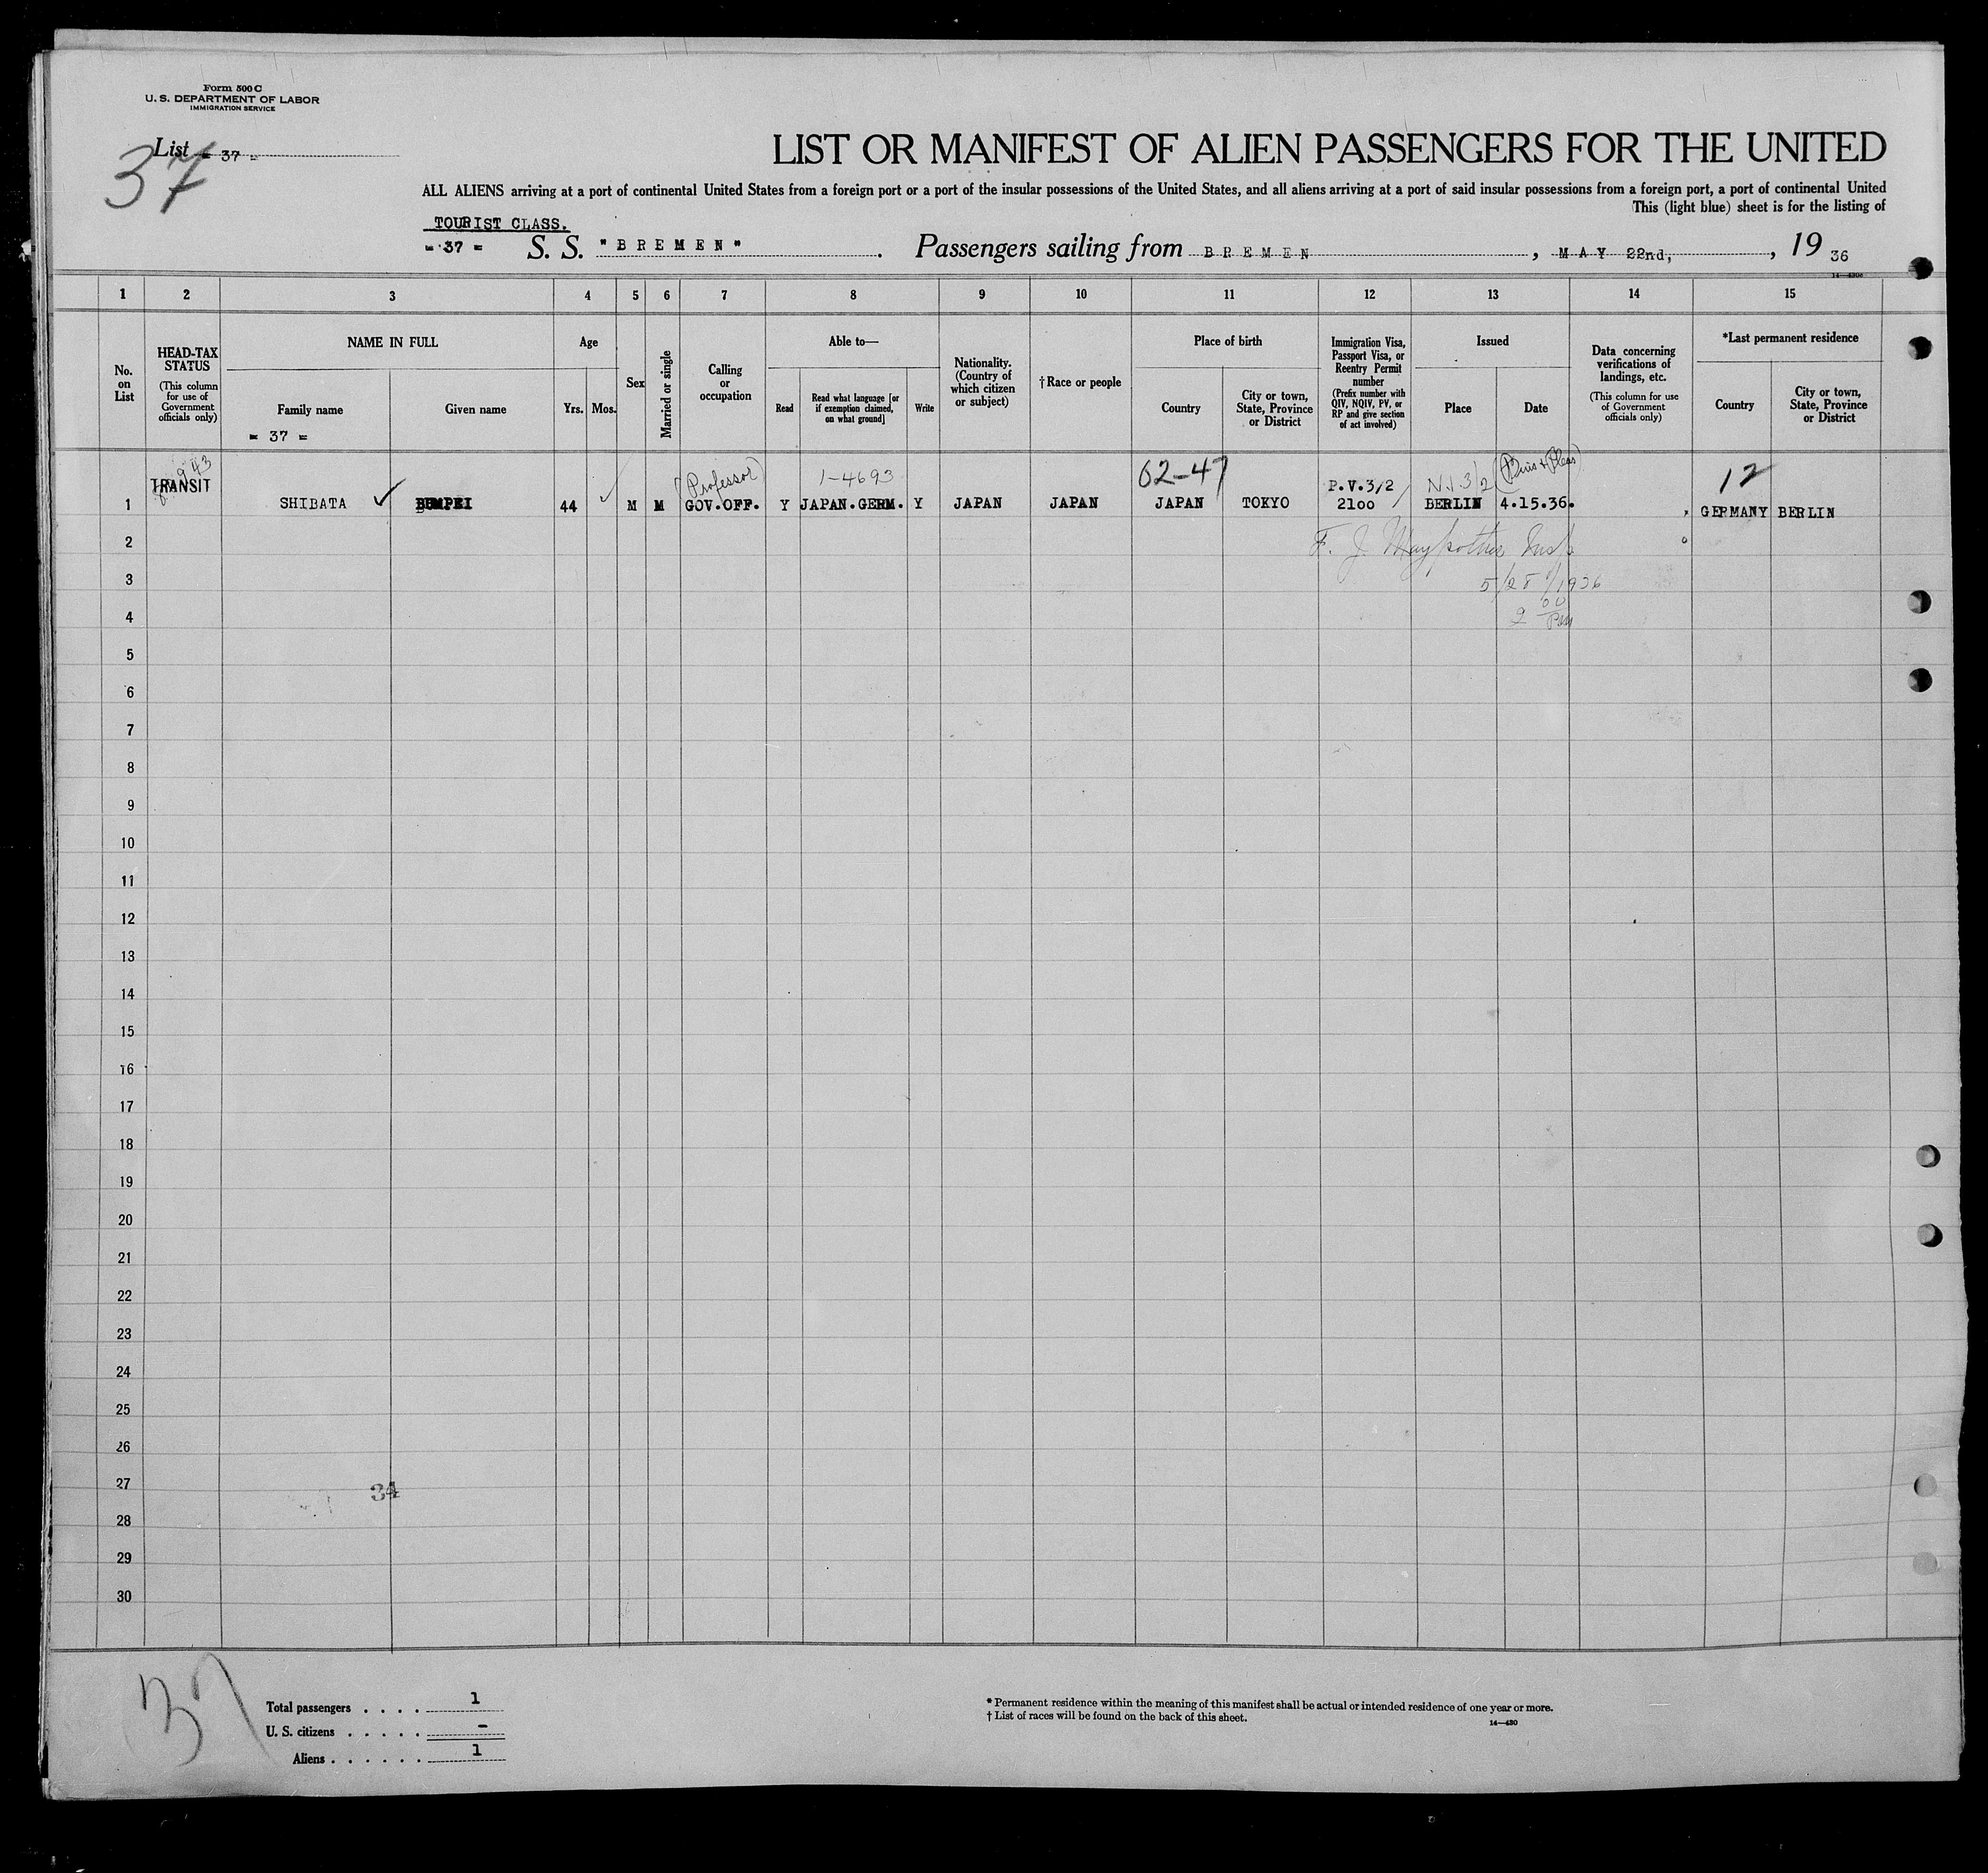 Form 500 C
U. S. DEPARTMENT OF LABOR
IMMIGRATION SERVICE
List - 37 -
37
LIST OR MANIFEST OF ALIEN PASSENGERS FOR THE UNITED
ALL ALIENS arriving at a port of continental United States from a foreign port or a port of the insular possessions of the United States, and all aliens arriving at a port of said insular possessions from a foreign port, a port of continental United
This (light blue) sheet is for the listing of
TOURIST CLASS.
- 37 - S. S. "BREMEN". Passengers sailing from BREMEN, MAY 22nd, 1936
1 2 3 4 5 6 7 8 9 10 11 12 13 14 15
No. on List
HEAD-TAX STATUS
(This column for use of Government officials only)
NAME IN FULL
Family name
Given name
- 37 -
Age
Yrs. Mos.
Sex
Married or single
Calling or occupation
Able to—
Read
Read what language [or if exemption claimed, on what ground]
Write
Nationality. (Country of which citizen or subject)
† Race or people
Place of birth
Country
City or town, State, Province or District
Immigration Visa, Passport Visa, or Reentry Permit number
(Prefix number with QIV, NQIV, PV, or RP and give section of act involved)
Issued
Place
Date
Data concerning verifications of landings, etc.
(This column for use of Government officials only)
*Last permanent residence
Country
City or town, State, Province or District
943
TRANSIT
(Professor)
1-4693
62-47
P.V.3/2
(Bus & Pleas)
12
1 SHIBATA 44 M M GOV.OFF. Y JAPAN.GERM. Y JAPAN JAPAN JAPAN TOKYO 2100 BERLIN 4.15.36. GERMANY BERLIN
2
F. J. Insp
3
5/28/1936
4
2 00 PM
5
6
7
8
9
10
11
12
13
14
15
16
17
18
19
20
21
22
23
24
25
26
27
34
28
29
30
37
Total passengers . . . . 1
U. S. citizens . . . . . -
Aliens . . . . . . 1
* Permanent residence within the meaning of this manifest shall be actual or intended residence of one year or more.
† List of races will be found on the back of this sheet.
14—430